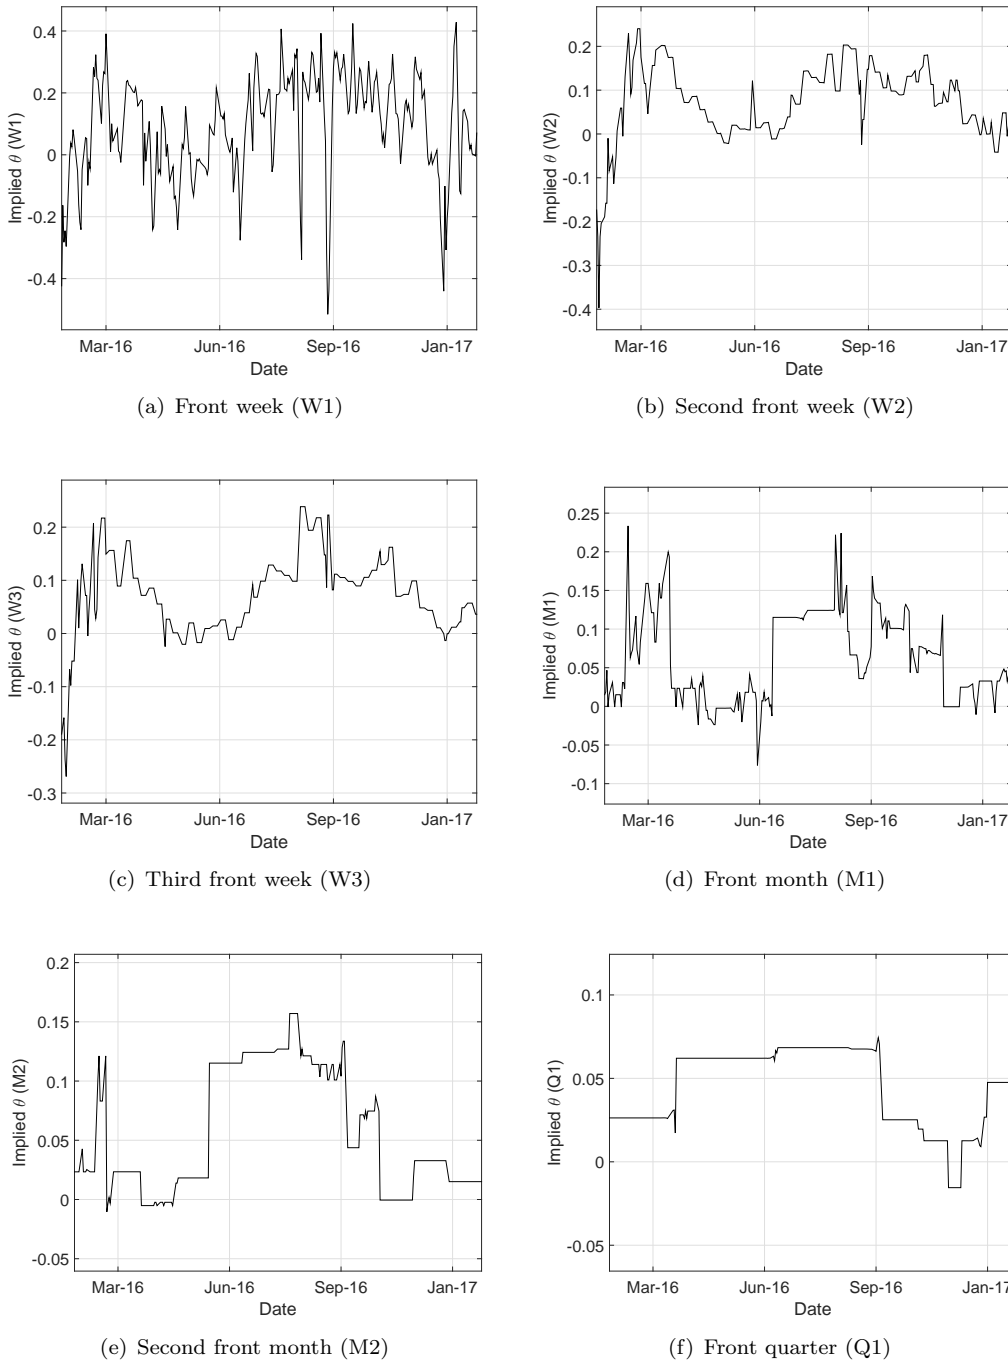 0.4
0.2
0
-0.2
-0.4
Implied θ (W1)
Mar-16 Jun-16 Sep-16 Jan-17
Date
(a) Front week (W1)
0.2
0.1
0
-0.1
-0.2
-0.3
-0.4
Implied θ (W2)
Mar-16 Jun-16 Sep-16 Jan-17
Date
(b) Second front week (W2)
0.2
0.1
0
-0.1
-0.2
-0.3
Implied θ (W3)
Mar-16 Jun-16 Sep-16 Jan-17
Date
(c) Third front week (W3)
0.25
0.2
0.15
0.1
0.05
0
-0.05
-0.1
Implied θ (M1)
Mar-16 Jun-16 Sep-16 Jan-17
Date
(d) Front month (M1)
0.2
0.15
0.1
0.05
0
-0.05
Implied θ (M2)
Mar-16 Jun-16 Sep-16 Jan-17
Date
(e) Second front month (M2)
0.1
0.05
0
-0.05
Implied θ (Q1)
Mar-16 Jun-16 Sep-16 Jan-17
Date
(f) Front quarter (Q1)